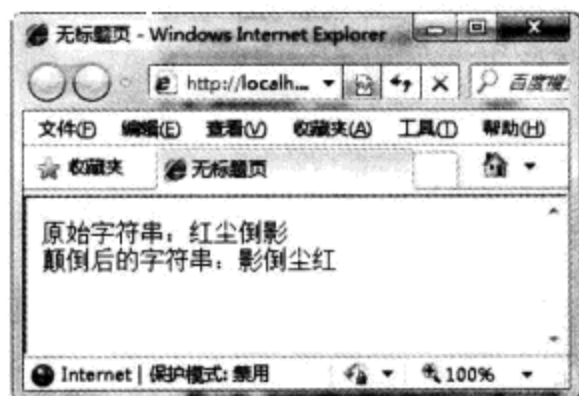 无标题页 - Windows Internet Explorer
http://localh...
百度搜
文件(F) 编辑(E) 查看(V) 收藏夹(A) 工具(T) 帮助(H)
收藏夹 无标题页
原始字符串：红尘倒影
颠倒后的字符串：影倒尘红
Internet | 保护模式: 禁用 100%